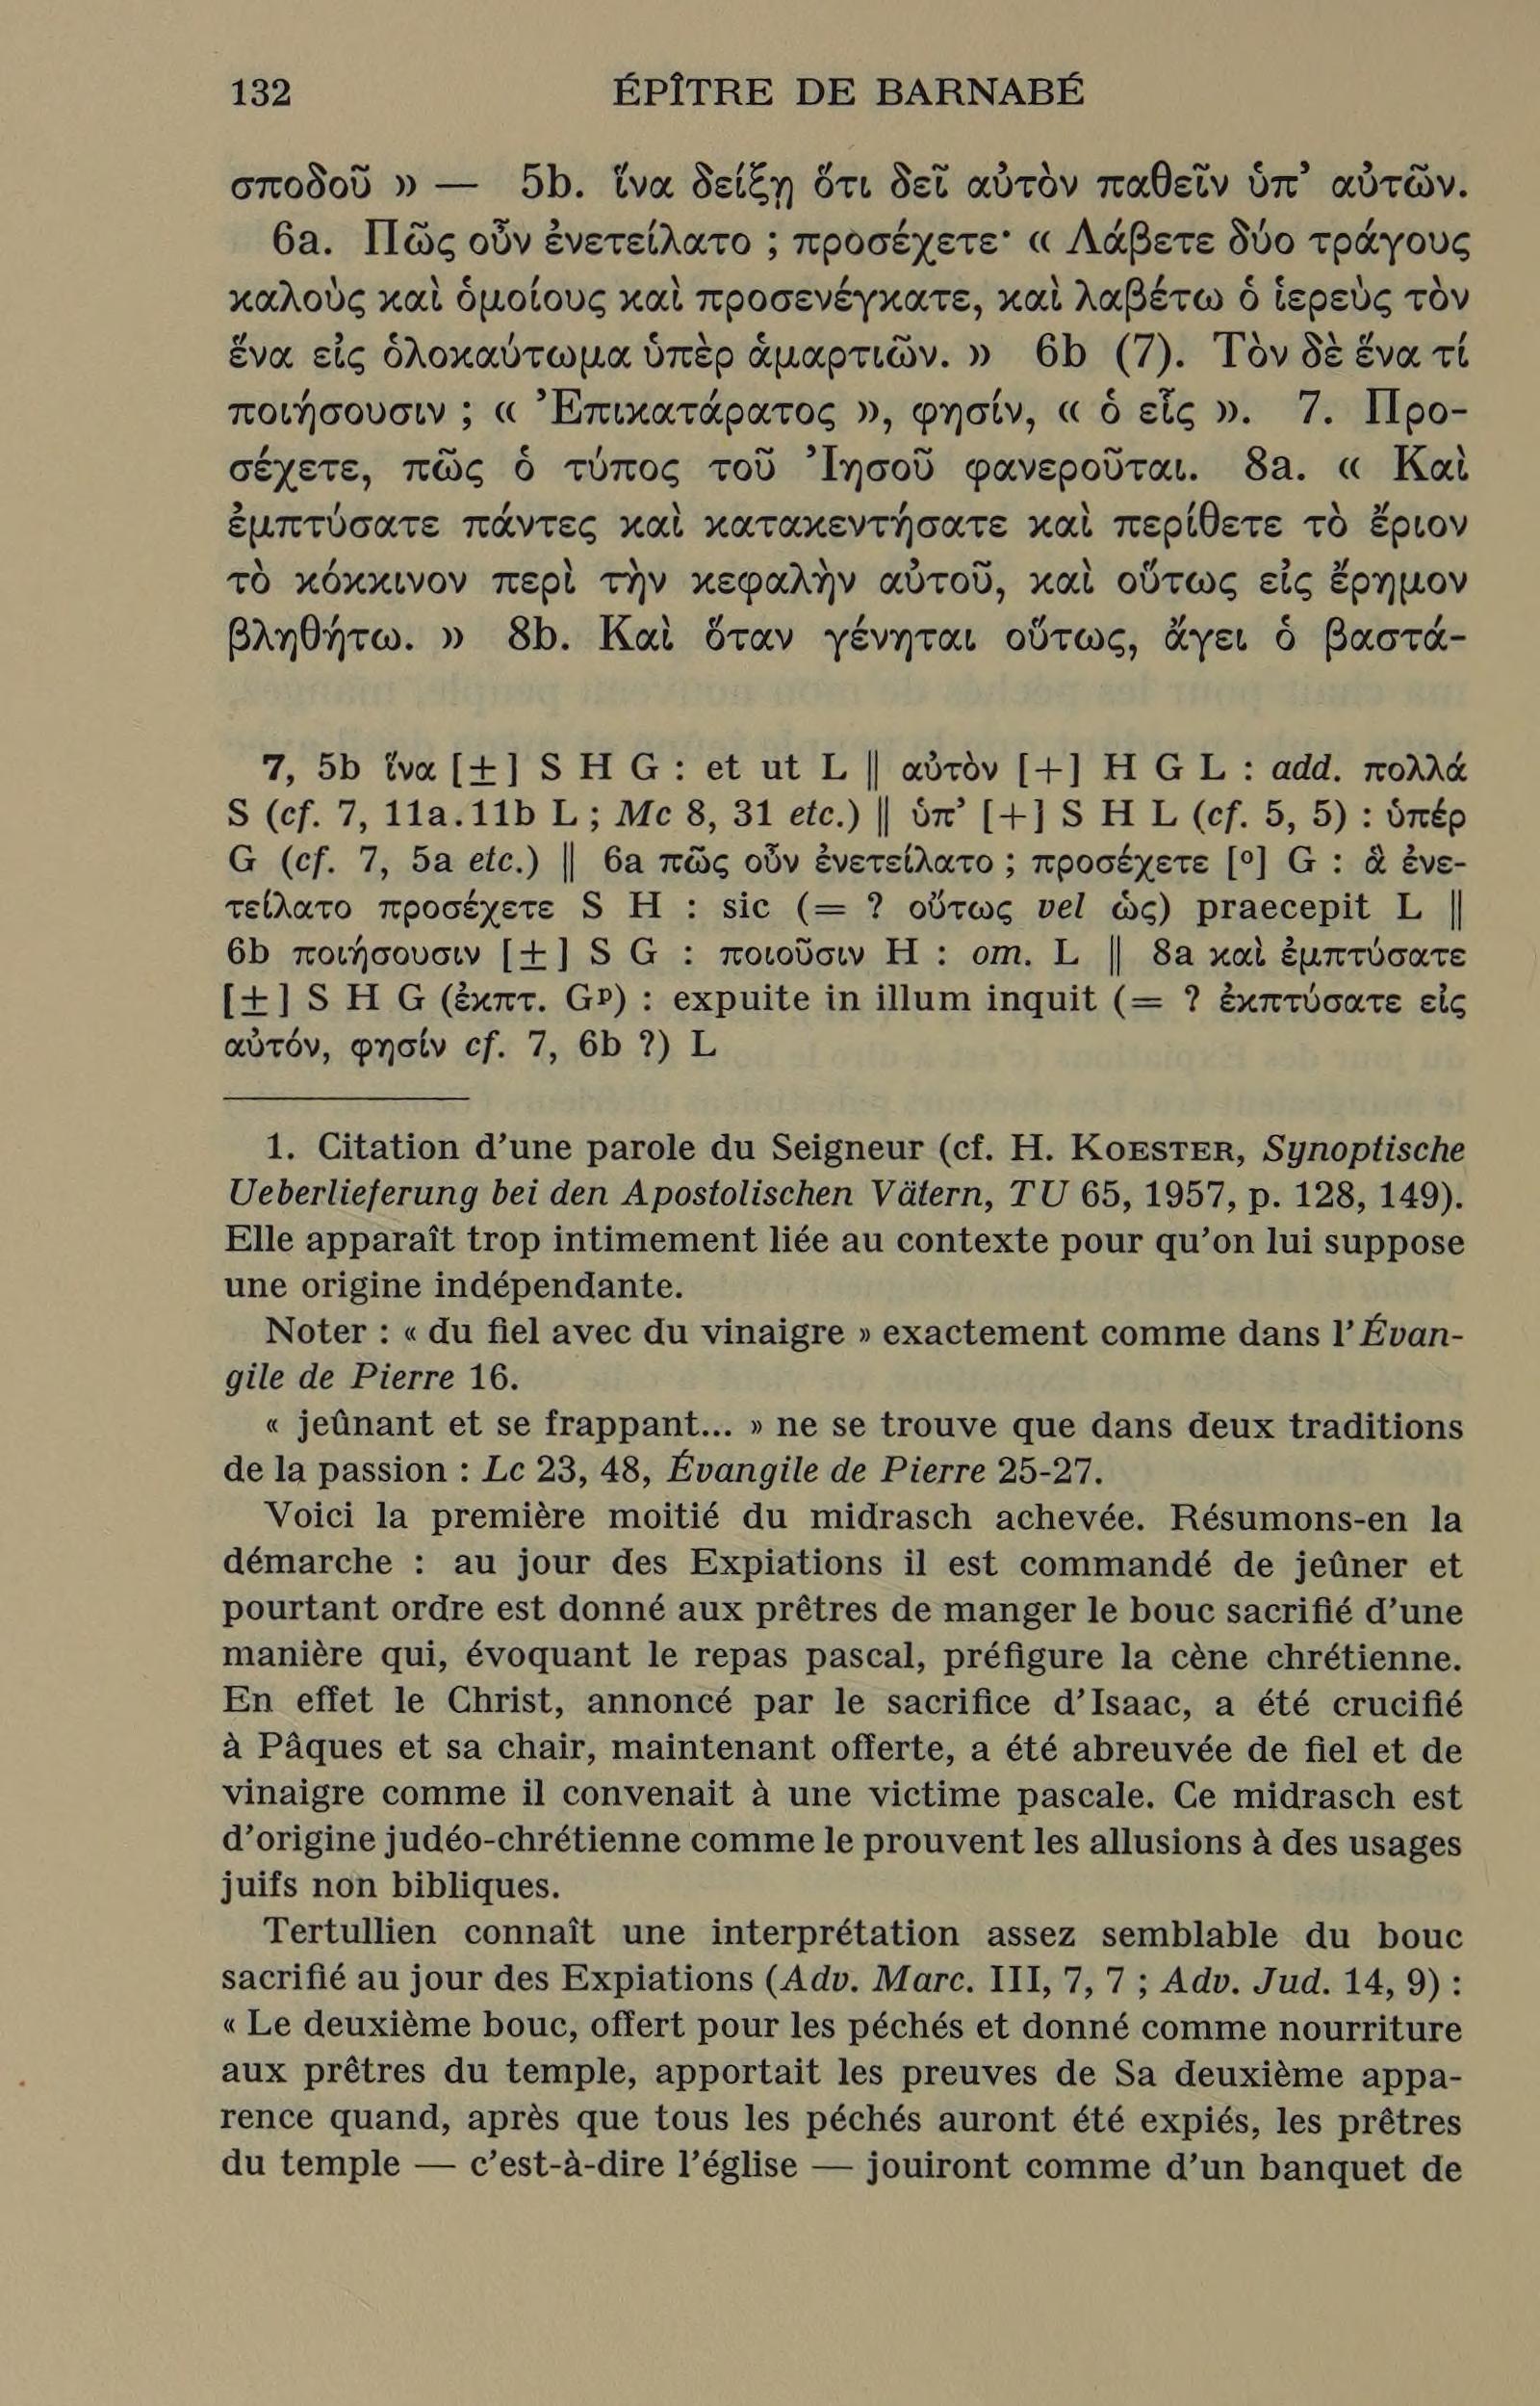 132 ÉPÎTRE DE BARNABÉ
σποδοῦ » — 5b. ἵνα δείξῃ ὅτι δεῖ αὐτὸν παθεῖν ὑπ’ αὐτῶν.
6a. Πῶς οὖν ἐνετείλατο ; προσέχετε· « Λάβετε δύο τράγους
καλοὺς καὶ ὁμοίους καὶ προσενέγκατε, καὶ λαβέτω ὁ ἱερεὺς τὸν
ἕνα εἰς ὁλοκαύτωμα ὑπὲρ ἁμαρτιῶν. » 6b (7). Τὸν δὲ ἕνα τί
ποιήσουσιν ; « Ἐπικατάρατος », φησίν, « ὁ εἷς ». 7. Προ-
σέχετε, πῶς ὁ τύπος τοῦ Ἰησοῦ φανεροῦται. 8a. « Καὶ
ἐμπτύσατε πάντες καὶ κατακεντήσατε καὶ περίθετε τὸ ἔριον
τὸ κόκκινον περὶ τὴν κεφαλὴν αὐτοῦ, καὶ οὕτως εἰς ἔρημον
βληθήτω. » 8b. Καὶ ὅταν γένηται οὕτως, ἄγει ὁ βαστά-
7, 5b ἵνα [±] S H G : et ut L ‖ αὐτὸν [+] H G L : add. πολλά
S (cf. 7, 11a.11b L ; Mc 8, 31 etc.) ‖ ὑπ’ [+] S H L (cf. 5, 5) : ὑπέρ
G (cf. 7, 5a etc.) ‖ 6a πῶς οὖν ἐνετείλατο ; προσέχετε [º] G : ἃ ἐνε-
τείλατο προσέχετε S H : sic (= ? οὕτως vel ὡς) praecepit L ‖
6b ποιήσουσιν [±] S G : ποιοῦσιν H : om. L ‖ 8a καὶ ἐμπτύσατε
[±] S H G (ἐκπτ. Gᵖ) : expuite in illum inquit (= ? ἐκπτύσατε εἰς
αὐτόν, φησίν cf. 7, 6b ?) L
1. Citation d’une parole du Seigneur (cf. H. KOESTER, Synoptische
Ueberlieferung bei den Apostolischen Vätern, TU 65, 1957, p. 128, 149).
Elle apparaît trop intimement liée au contexte pour qu’on lui suppose
une origine indépendante.
Noter : « du fiel avec du vinaigre » exactement comme dans l’Évan-
gile de Pierre 16.
« jeûnant et se frappant... » ne se trouve que dans deux traditions
de la passion : Lc 23, 48, Évangile de Pierre 25-27.
Voici la première moitié du midrasch achevée. Résumons-en la
démarche : au jour des Expiations il est commandé de jeûner et
pourtant ordre est donné aux prêtres de manger le bouc sacrifié d’une
manière qui, évoquant le repas pascal, préfigure la cène chrétienne.
En effet le Christ, annoncé par le sacrifice d’Isaac, a été crucifié
à Pâques et sa chair, maintenant offerte, a été abreuvée de fiel et de
vinaigre comme il convenait à une victime pascale. Ce midrasch est
d’origine judéo-chrétienne comme le prouvent les allusions à des usages
juifs non bibliques.
Tertullien connaît une interprétation assez semblable du bouc
sacrifié au jour des Expiations (Adv. Marc. III, 7, 7 ; Adv. Jud. 14, 9) :
« Le deuxième bouc, offert pour les péchés et donné comme nourriture
aux prêtres du temple, apportait les preuves de Sa deuxième appa-
rence quand, après que tous les péchés auront été expiés, les prêtres
du temple — c’est-à-dire l’église — jouiront comme d’un banquet de